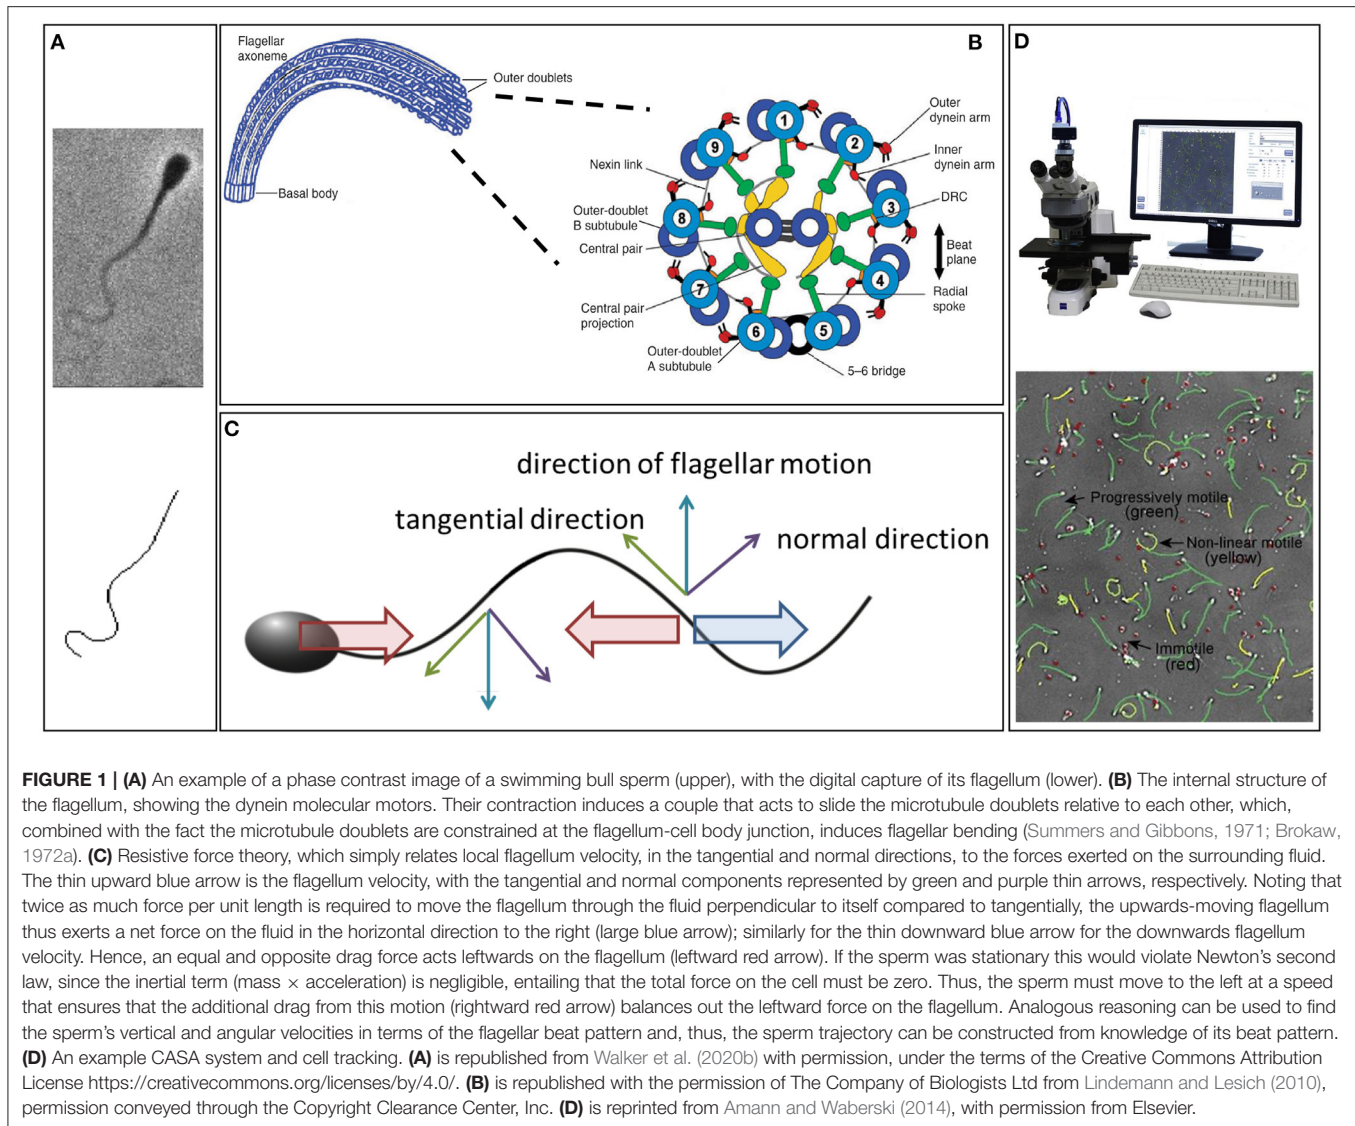 A
Flagellar
axoneme
Outer doublets
Basal body
B
Outer
dynein arm
Inner
dynein arm
DRC
Beat
plane
Radial
spoke
5–6 bridge
Nexin link
Outer-doublet
B subtubule
Central pair
Central pair
projection
Outer-doublet
A subtubule
1
2
3
4
5
6
7
8
9
C
direction of flagellar motion
tangential direction
normal direction
D
Progressively motile
(green)
Non-linear motile
(yellow)
Immotile
(red)
FIGURE 1 | (A) An example of a phase contrast image of a swimming bull sperm (upper), with the digital capture of its flagellum (lower). (B) The internal structure of
the flagellum, showing the dynein molecular motors. Their contraction induces a couple that acts to slide the microtubule doublets relative to each other, which,
combined with the fact the microtubule doublets are constrained at the flagellum-cell body junction, induces flagellar bending (Summers and Gibbons, 1971; Brokaw,
1972a). (C) Resistive force theory, which simply relates local flagellum velocity, in the tangential and normal directions, to the forces exerted on the surrounding fluid.
The thin upward blue arrow is the flagellum velocity, with the tangential and normal components represented by green and purple thin arrows, respectively. Noting that
twice as much force per unit length is required to move the flagellum through the fluid perpendicular to itself compared to tangentially, the upwards-moving flagellum
thus exerts a net force on the fluid in the horizontal direction to the right (large blue arrow); similarly for the thin downward blue arrow for the downwards flagellum
velocity. Hence, an equal and opposite drag force acts leftwards on the flagellum (leftward red arrow). If the sperm was stationary this would violate Newton's second
law, since the inertial term (mass × acceleration) is negligible, entailing that the total force on the cell must be zero. Thus, the sperm must move to the left at a speed
that ensures that the additional drag from this motion (rightward red arrow) balances out the leftward force on the flagellum. Analogous reasoning can be used to find
the sperm's vertical and angular velocities in terms of the flagellar beat pattern and, thus, the sperm trajectory can be constructed from knowledge of its beat pattern.
(D) An example CASA system and cell tracking. (A) is republished from Walker et al. (2020b) with permission, under the terms of the Creative Commons Attribution
License https://creativecommons.org/licenses/by/4.0/. (B) is republished with the permission of The Company of Biologists Ltd from Lindemann and Lesich (2010),
permission conveyed through the Copyright Clearance Center, Inc. (D) is reprinted from Amann and Waberski (2014), with permission from Elsevier.